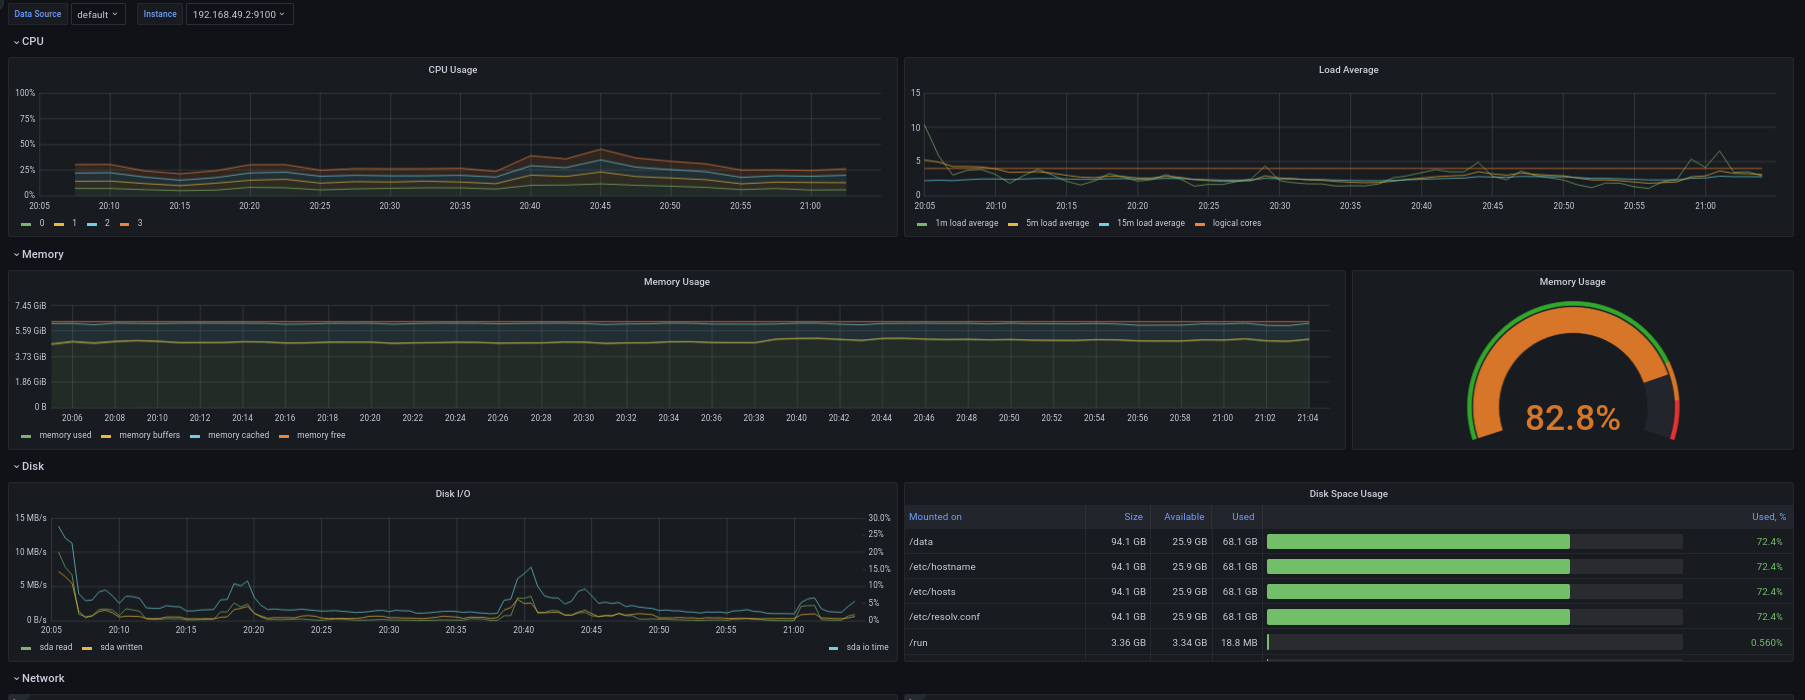 Data Source default Instance 192.168.49.2:9100
CPU
CPU Usage
100%
75%
50%
25%
0%
20:05 20:10 20:15 20:20 20:25 20:30 20:35 20:40 20:45 20:50 20:55 21:00
0 1 2 3
Load Average
15
10
5
0
20:05 20:10 20:15 20:20 20:25 20:30 20:35 20:40 20:45 20:50 20:55 21:00
1m load average 5m load average 15m load average logical cores
Memory
Memory Usage
7.45 GiB
5.59 GiB
3.73 GiB
1.86 GiB
0 B
20:06 20:08 20:10 20:12 20:14 20:16 20:18 20:20 20:22 20:24 20:26 20:28 20:30 20:32 20:34 20:36 20:38 20:40 20:42 20:44 20:46 20:48 20:50 20:52 20:54 20:56 20:58 21:00 21:02 21:04
memory used memory buffers memory cached memory free
Memory Usage
82.8%
Disk
Disk I/O
15 MB/s
10 MB/s
5 MB/s
0 B/s
30.0%
25%
20%
15.0%
10%
5%
0%
20:05 20:10 20:15 20:20 20:25 20:30 20:35 20:40 20:45 20:50 20:55 21:00
sda read sda written sda io time
Disk Space Usage
Mounted on Size Available Used Used, %
/data 94.1 GB 25.9 GB 68.1 GB 72.4%
/etc/hostname 94.1 GB 25.9 GB 68.1 GB 72.4%
/etc/hosts 94.1 GB 25.9 GB 68.1 GB 72.4%
/etc/resolv.conf 94.1 GB 25.9 GB 68.1 GB 72.4%
/run 3.36 GB 3.34 GB 18.8 MB 0.560%
Network